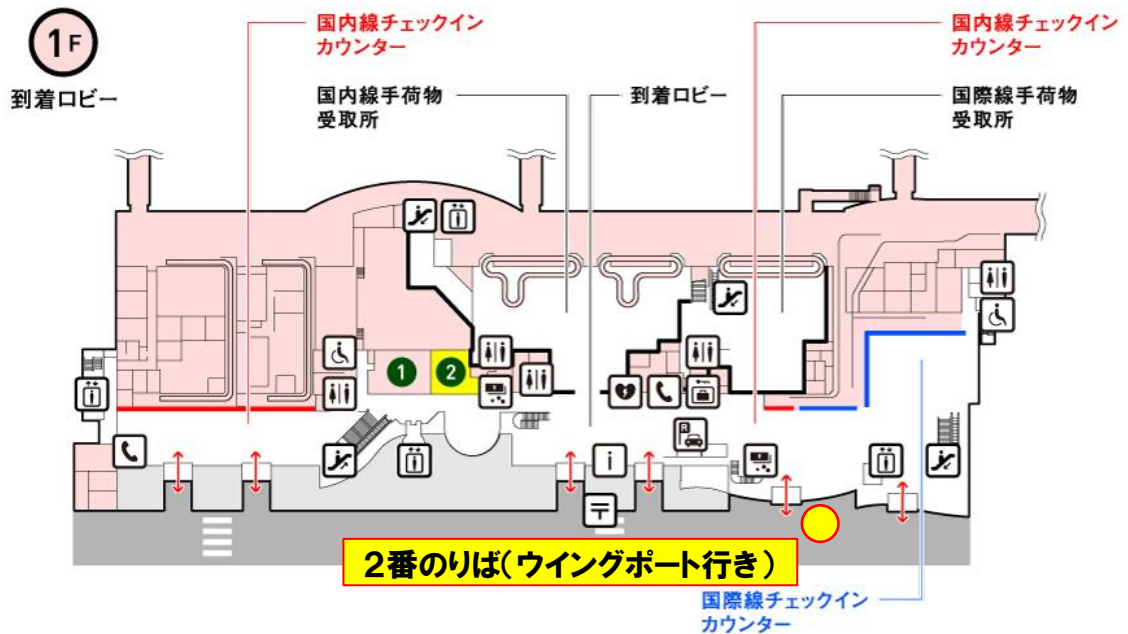 1F
到着ロビー
国内線チェックイン
カウンター
国内線手荷物
受取所
到着ロビー
国内線チェックイン
カウンター
国際線手荷物
受取所
1
2
i
〒
R
2番のりば(ウイングポート行き)
国際線チェックイン
カウンター